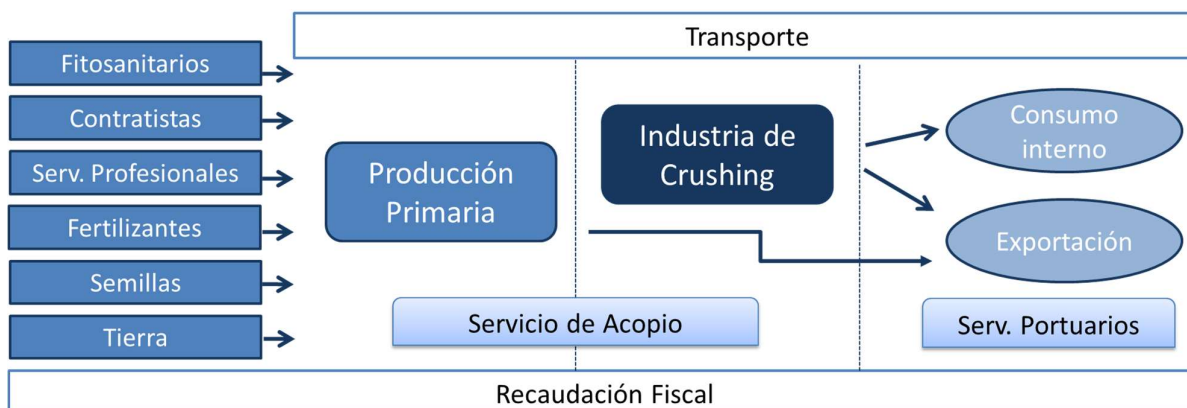 Transporte
Fitosanitarios
Contratistas
Serv. Profesionales
Fertilizantes
Semillas
Tierra
Producción
Primaria
Industria de
Crushing
Consumo
interno
Exportación
Servicio de Acopio
Serv. Portuarios
Recaudación Fiscal